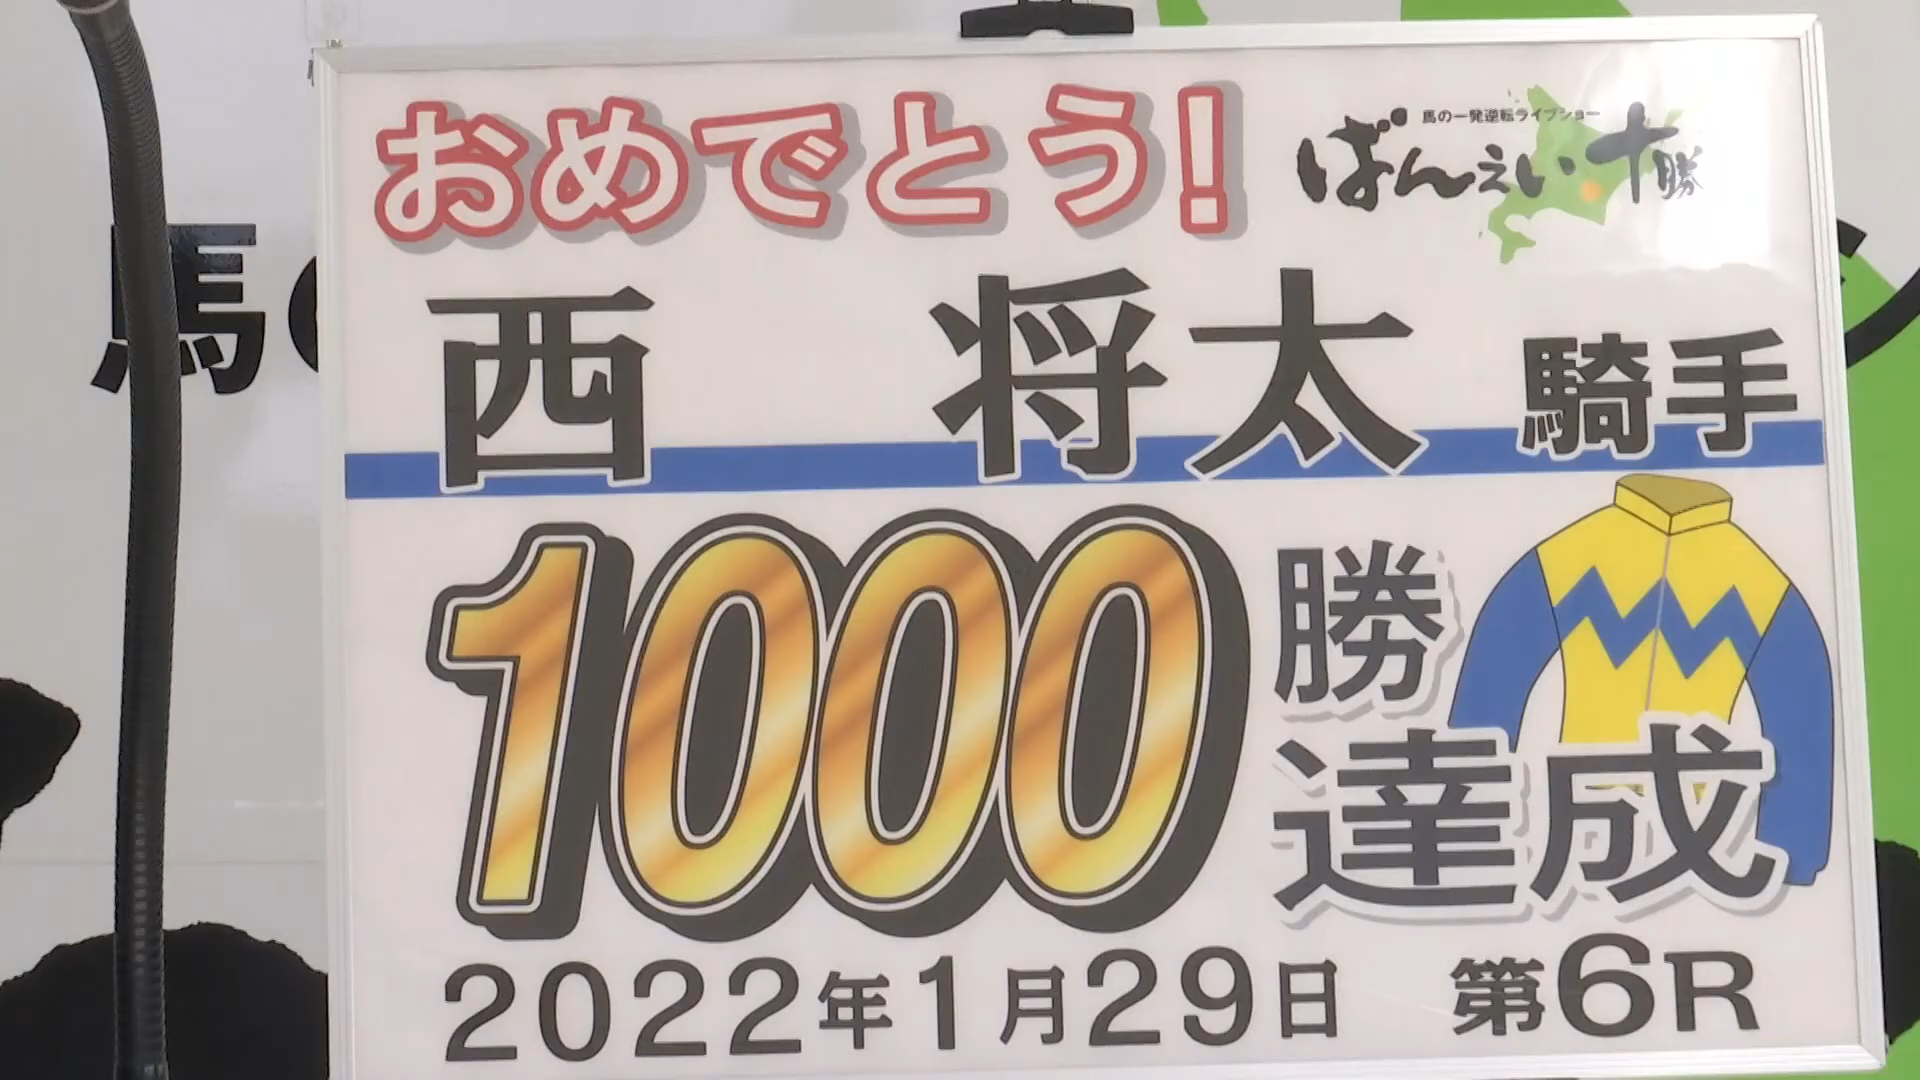 おめでとう!
馬の一発逆転ライブショー
ばんえい十勝
西 将太 騎手
1000勝
達成
2022年1月29日 第6R
馬の